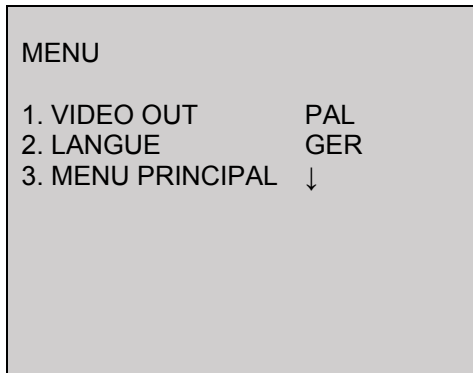 MENU
1. VIDEO OUT PAL
2. LANGUE GER
3. MENU PRINCIPAL ↓